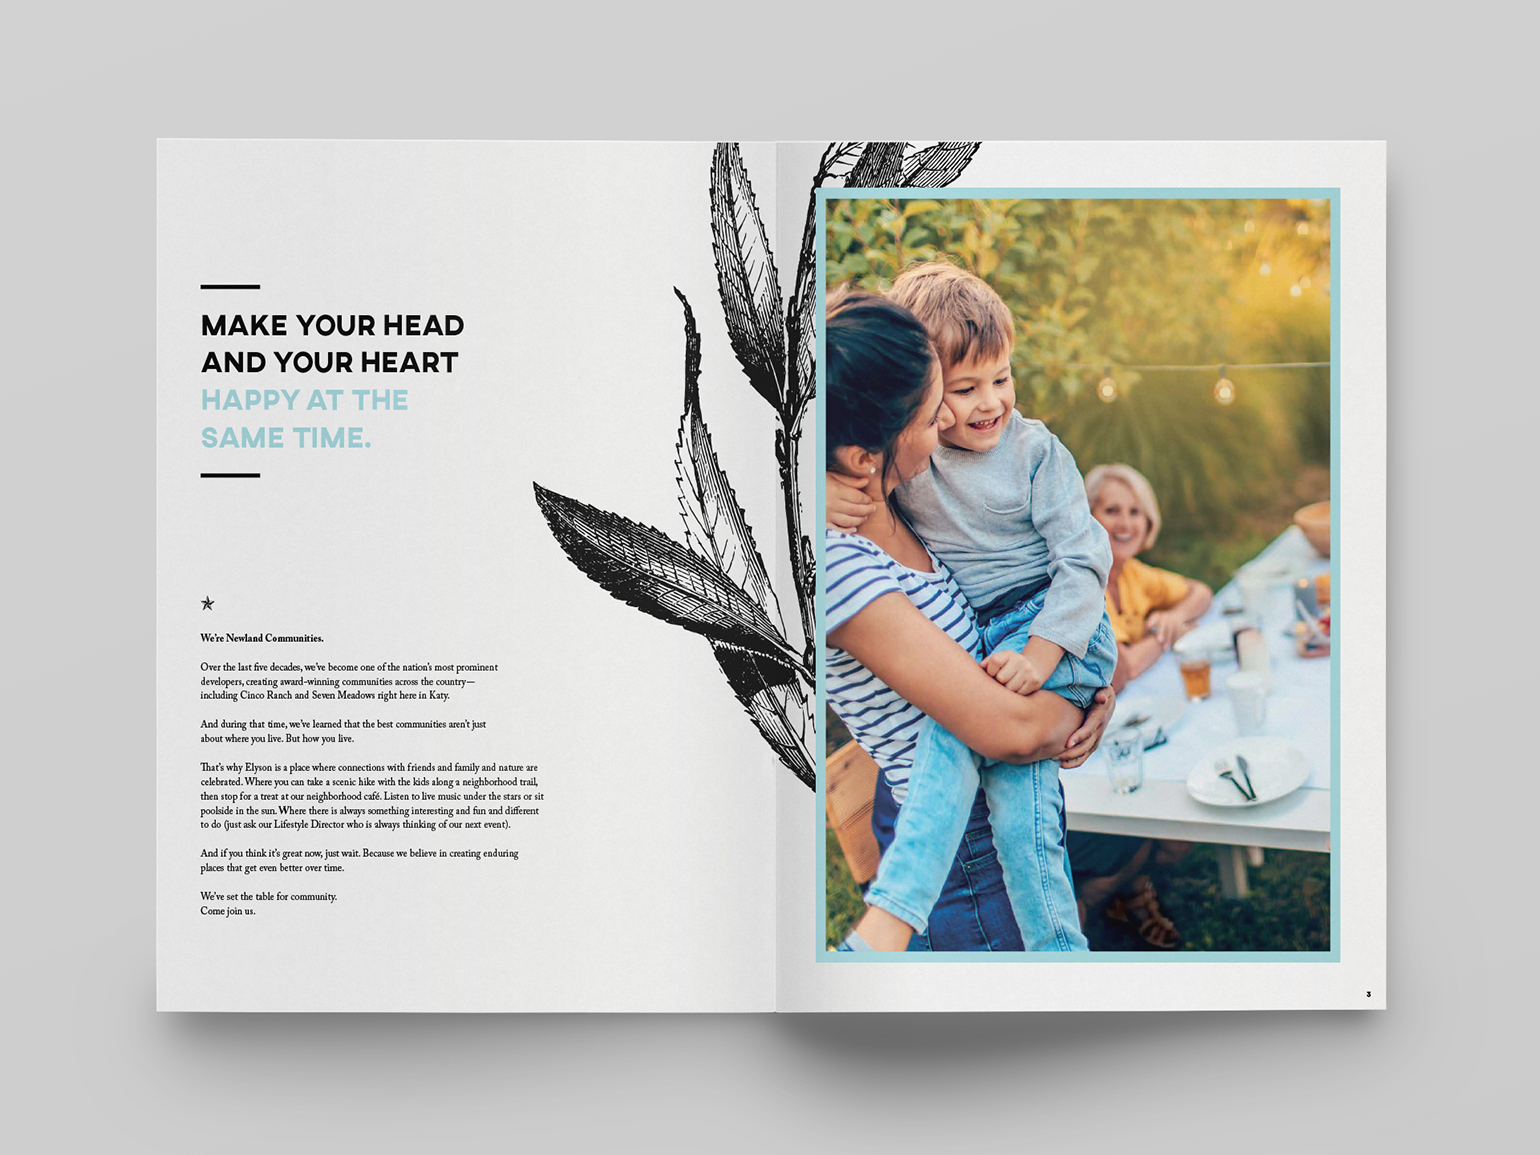 MAKE YOUR HEAD
AND YOUR HEART
HAPPY AT THE
SAME TIME.
We're Newland Communities.
Over the last five decades, we've become one of the nation's most prominent
developers, creating award-winning communities across the country—
including Cinco Ranch and Seven Meadows right here in Katy.
And during that time, we've learned that the best communities aren't just
about where you live. But how you live.
That's why Elyson is a place where connections with friends and family and nature are
celebrated. Where you can take a scenic hike with the kids along a neighborhood trail,
then stop for a treat at our neighborhood café. Listen to live music under the stars or sit
poolside in the sun. Where there is always something interesting and fun and different
to do (just ask our Lifestyle Director who is always thinking of our next event).
And if you think it's great now, just wait. Because we believe in creating enduring
places that get even better over time.
We've set the table for community.
Come join us.
3